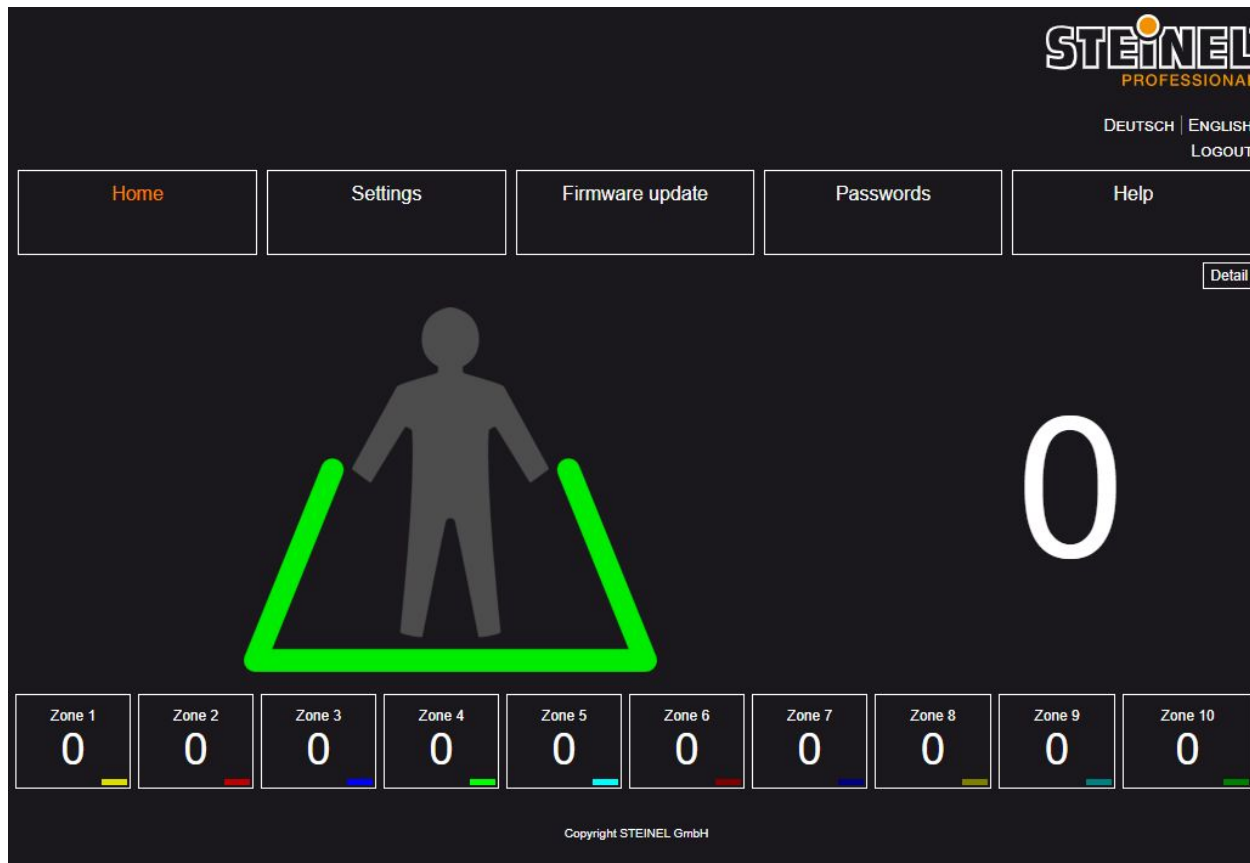 STEINEL
PROFESSIONAL
DEUTSCH | ENGLISH
LOGOUT
Home Settings Firmware update Passwords Help
Detail
0
Zone 1 Zone 2 Zone 3 Zone 4 Zone 5 Zone 6 Zone 7 Zone 8 Zone 9 Zone 10
0 0 0 0 0 0 0 0 0 0
Copyright STEINEL GmbH